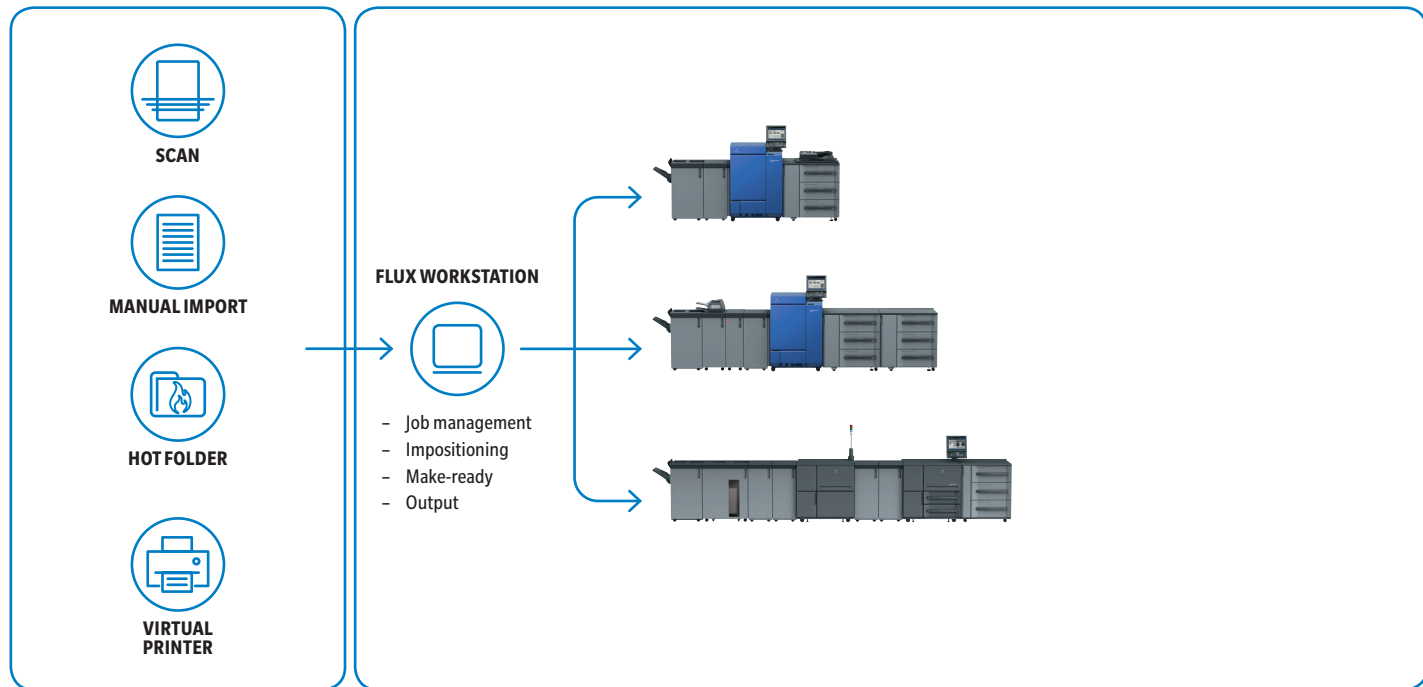 SCAN
MANUAL IMPORT
HOT FOLDER
VIRTUAL
PRINTER
FLUX WORKSTATION
– Job management
– Impositioning
– Make-ready
– Output